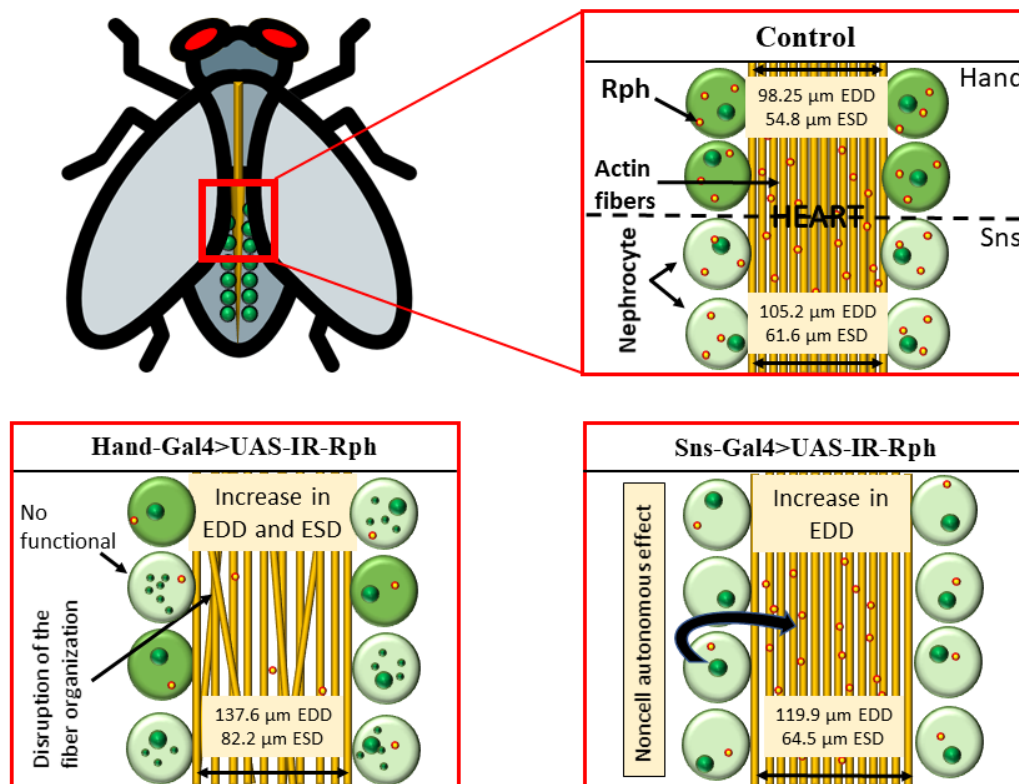 Control
Hand
Rph
98.25 µm EDD
54.8 µm ESD
Actin
fibers
HEART
Sns
Nephrocyte
105.2 µm EDD
61.6 µm ESD
Hand-Gal4>UAS-IR-Rph
No
functional
Increase in
EDD and ESD
Disruption of the
fiber organization
137.6 µm EDD
82.2 µm ESD
Sns-Gal4>UAS-IR-Rph
Noncell autonomous effect
Increase in
EDD
119.9 µm EDD
64.5 µm ESD